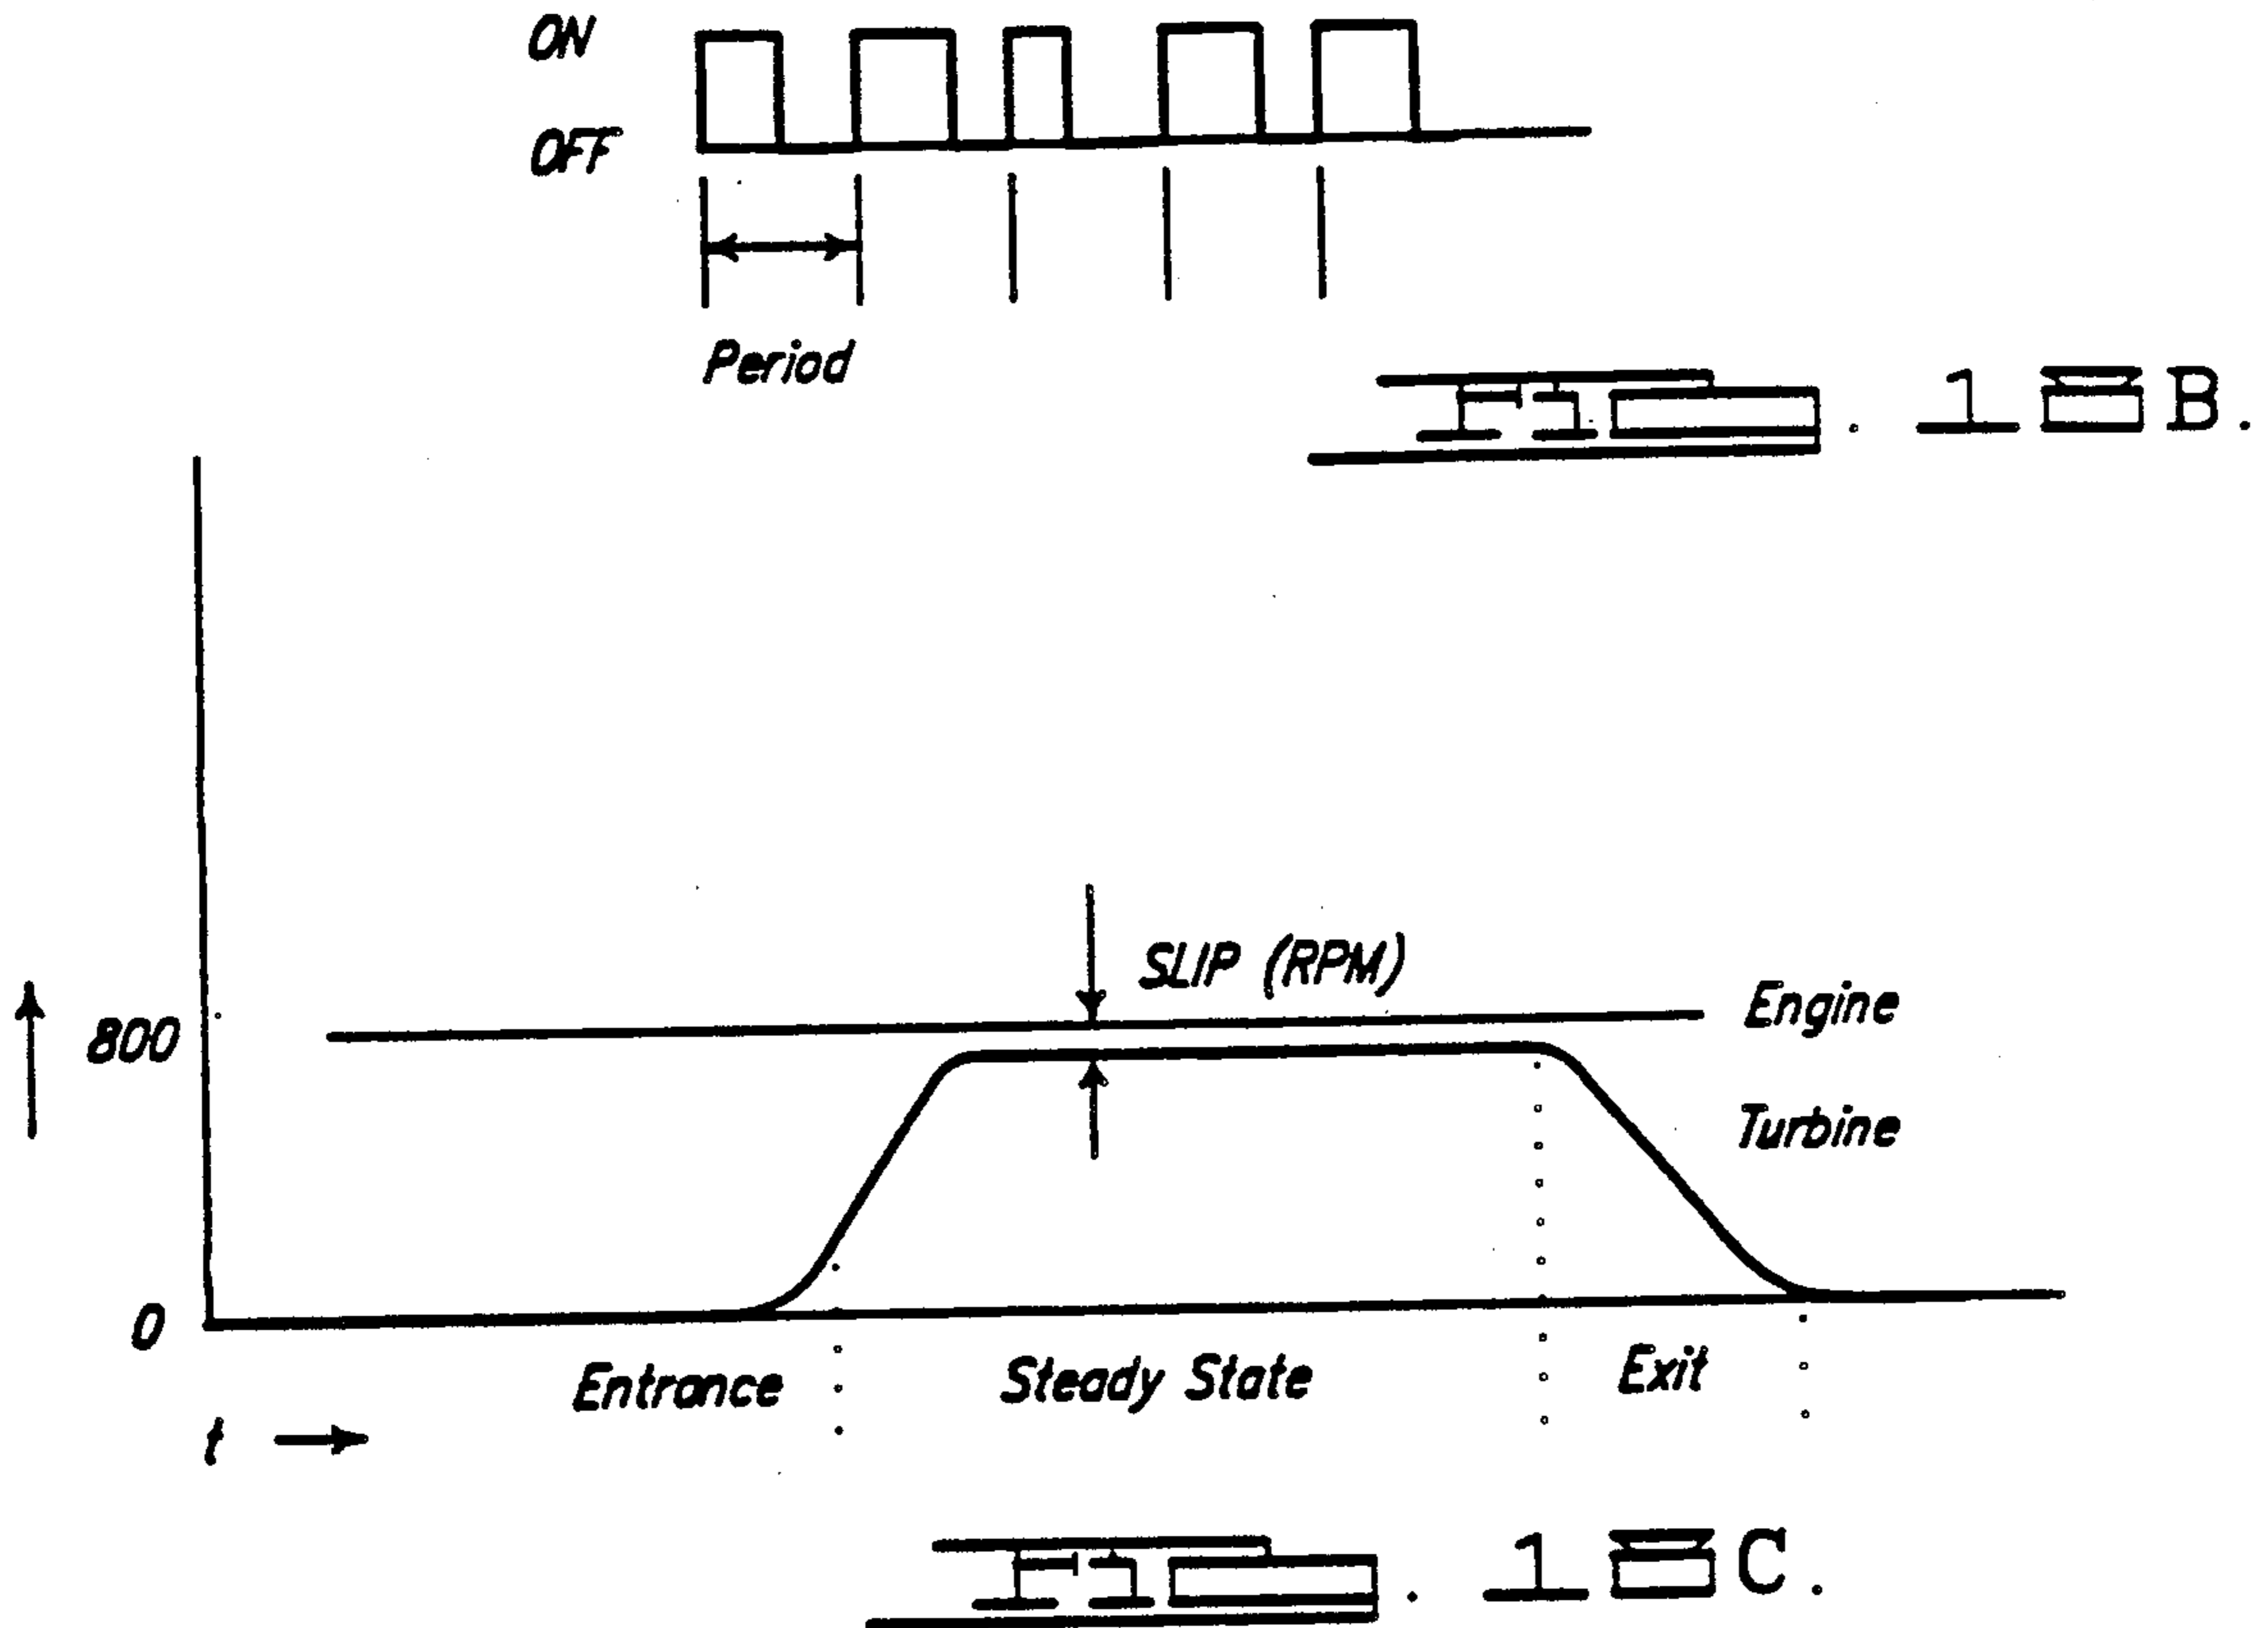 ON
OFF
Period
Fig. 18B.
SLIP (RPM)
Engine
800
Turbine
0
Entrance
Steady State
Exit
t
Fig. 18C.